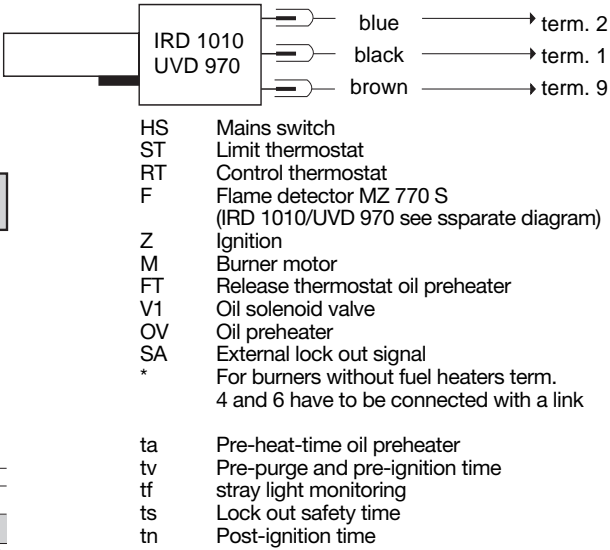 IRD 1010
UVD 970
blue term. 2
black term. 1
brown term. 9
HS Mains switch
ST Limit thermostat
RT Control thermostat
F Flame detector MZ 770 S
(IRD 1010/UVD 970 see ssparate diagram)
Z Ignition
M Burner motor
FT Release thermostat oil preheater
V1 Oil solenoid valve
OV Oil preheater
SA External lock out signal
* For burners without fuel heaters term.
4 and 6 have to be connected with a link
ta Pre-heat-time oil preheater
tv Pre-purge and pre-ignition time
tf stray light monitoring
ts Lock out safety time
tn Post-ignition time